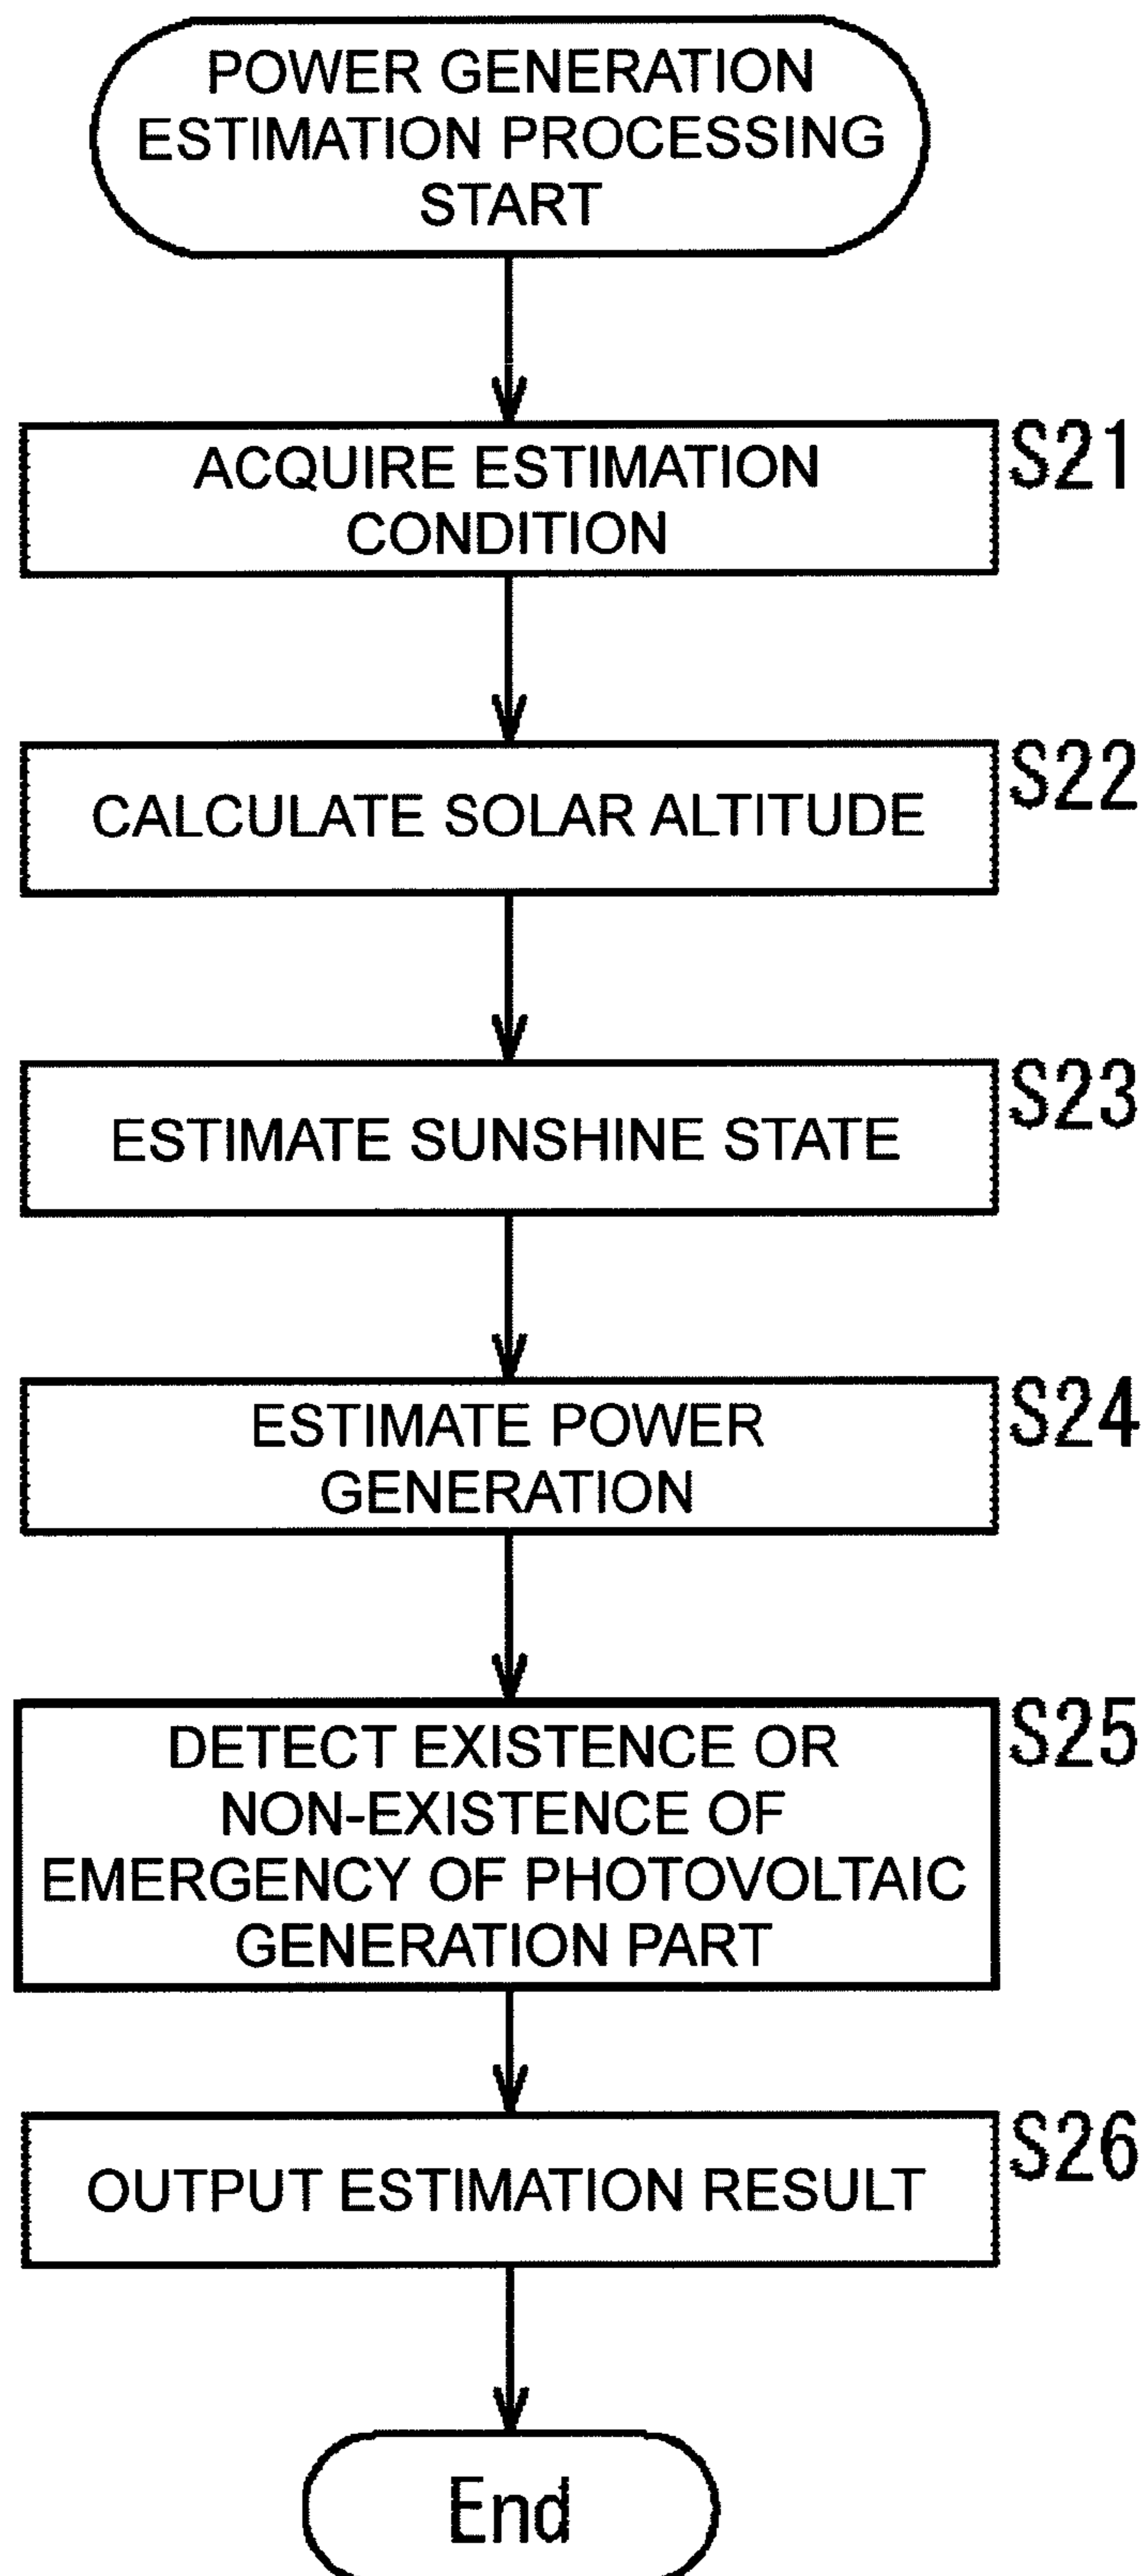 POWER GENERATION
ESTIMATION PROCESSING
START
ACQUIRE ESTIMATION
CONDITION
S21
CALCULATE SOLAR ALTITUDE
S22
ESTIMATE SUNSHINE STATE
S23
ESTIMATE POWER
GENERATION
S24
DETECT EXISTENCE OR
NON-EXISTENCE OF
EMERGENCY OF PHOTOVOLTAIC
GENERATION PART
S25
OUTPUT ESTIMATION RESULT
S26
End